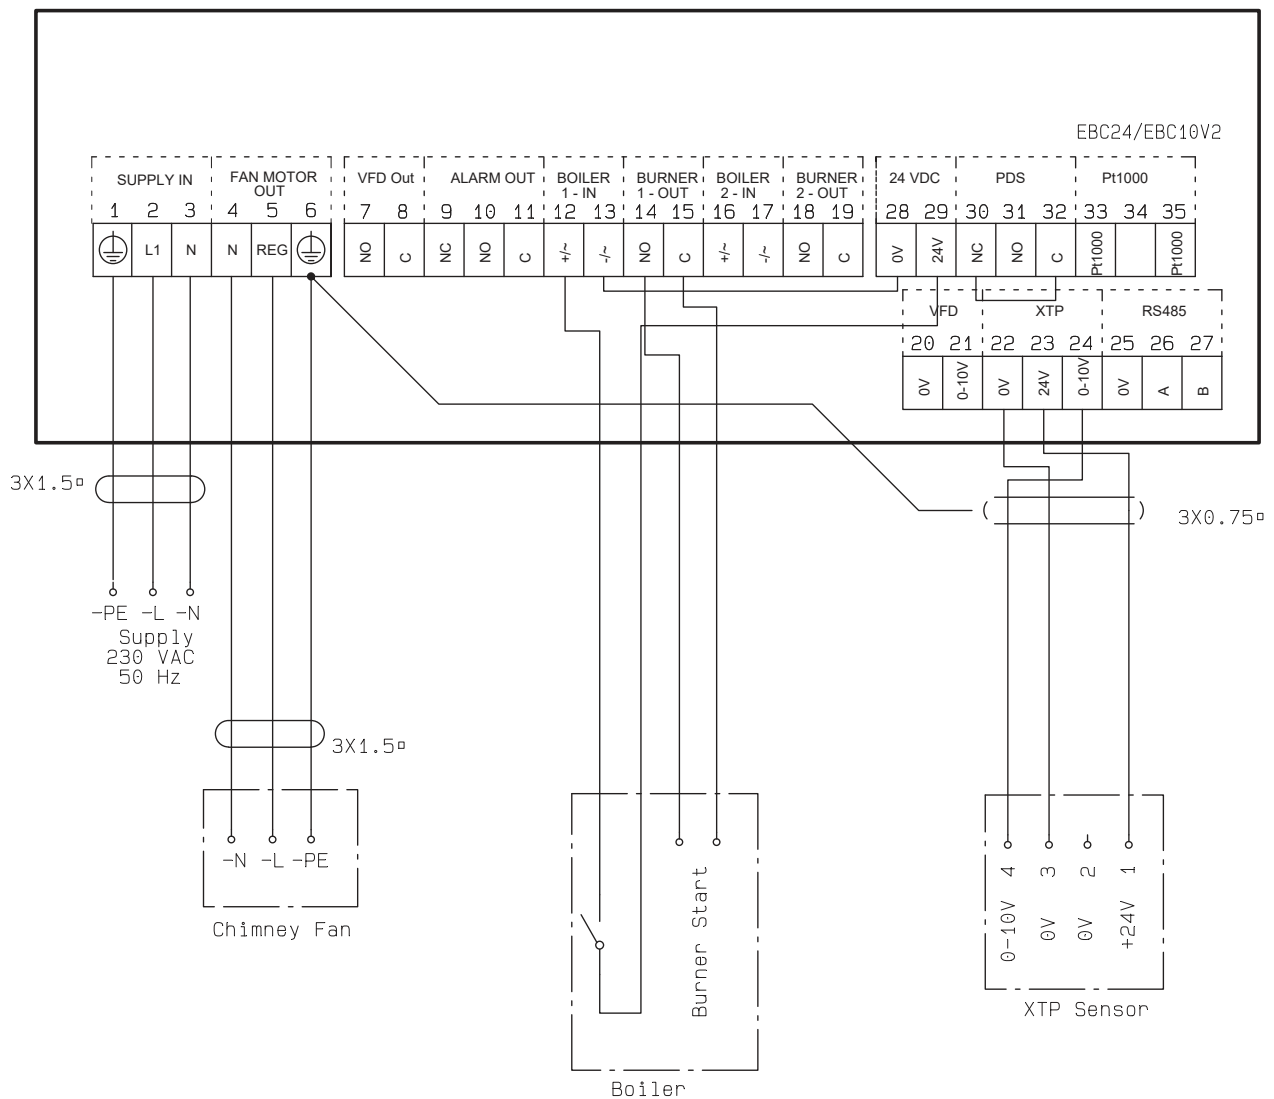 EBC24/EBC10V2
SUPPLY IN
FAN MOTOR
OUT
VFD Out
ALARM OUT
BOILER
1 - IN
BURNER
1 - OUT
BOILER
2 - IN
BURNER
2 - OUT
24 VDC
PDS
Pt1000
1 2 3 4 5 6 7 8 9 10 11 12 13 14 15 16 17 18 19 28 29 30 31 32 33 34 35
L1 N N REG NO C NC NO C +/~ -/~ NO C +/~ -/~ NO C 0V 24V NC NO C Pt1000 Pt1000
VFD XTP RS485
20 21 22 23 24 25 26 27
0V 0-10V 0V 24V 0-10V 0V A B
3X1.5▫
3X0.75▫
-PE -L -N
Supply
230 VAC
50 Hz
3X1.5▫
-N -L -PE
Chimney Fan
Burner Start
Boiler
4 3 2 1
0-10V 0V 0V +24V
XTP Sensor